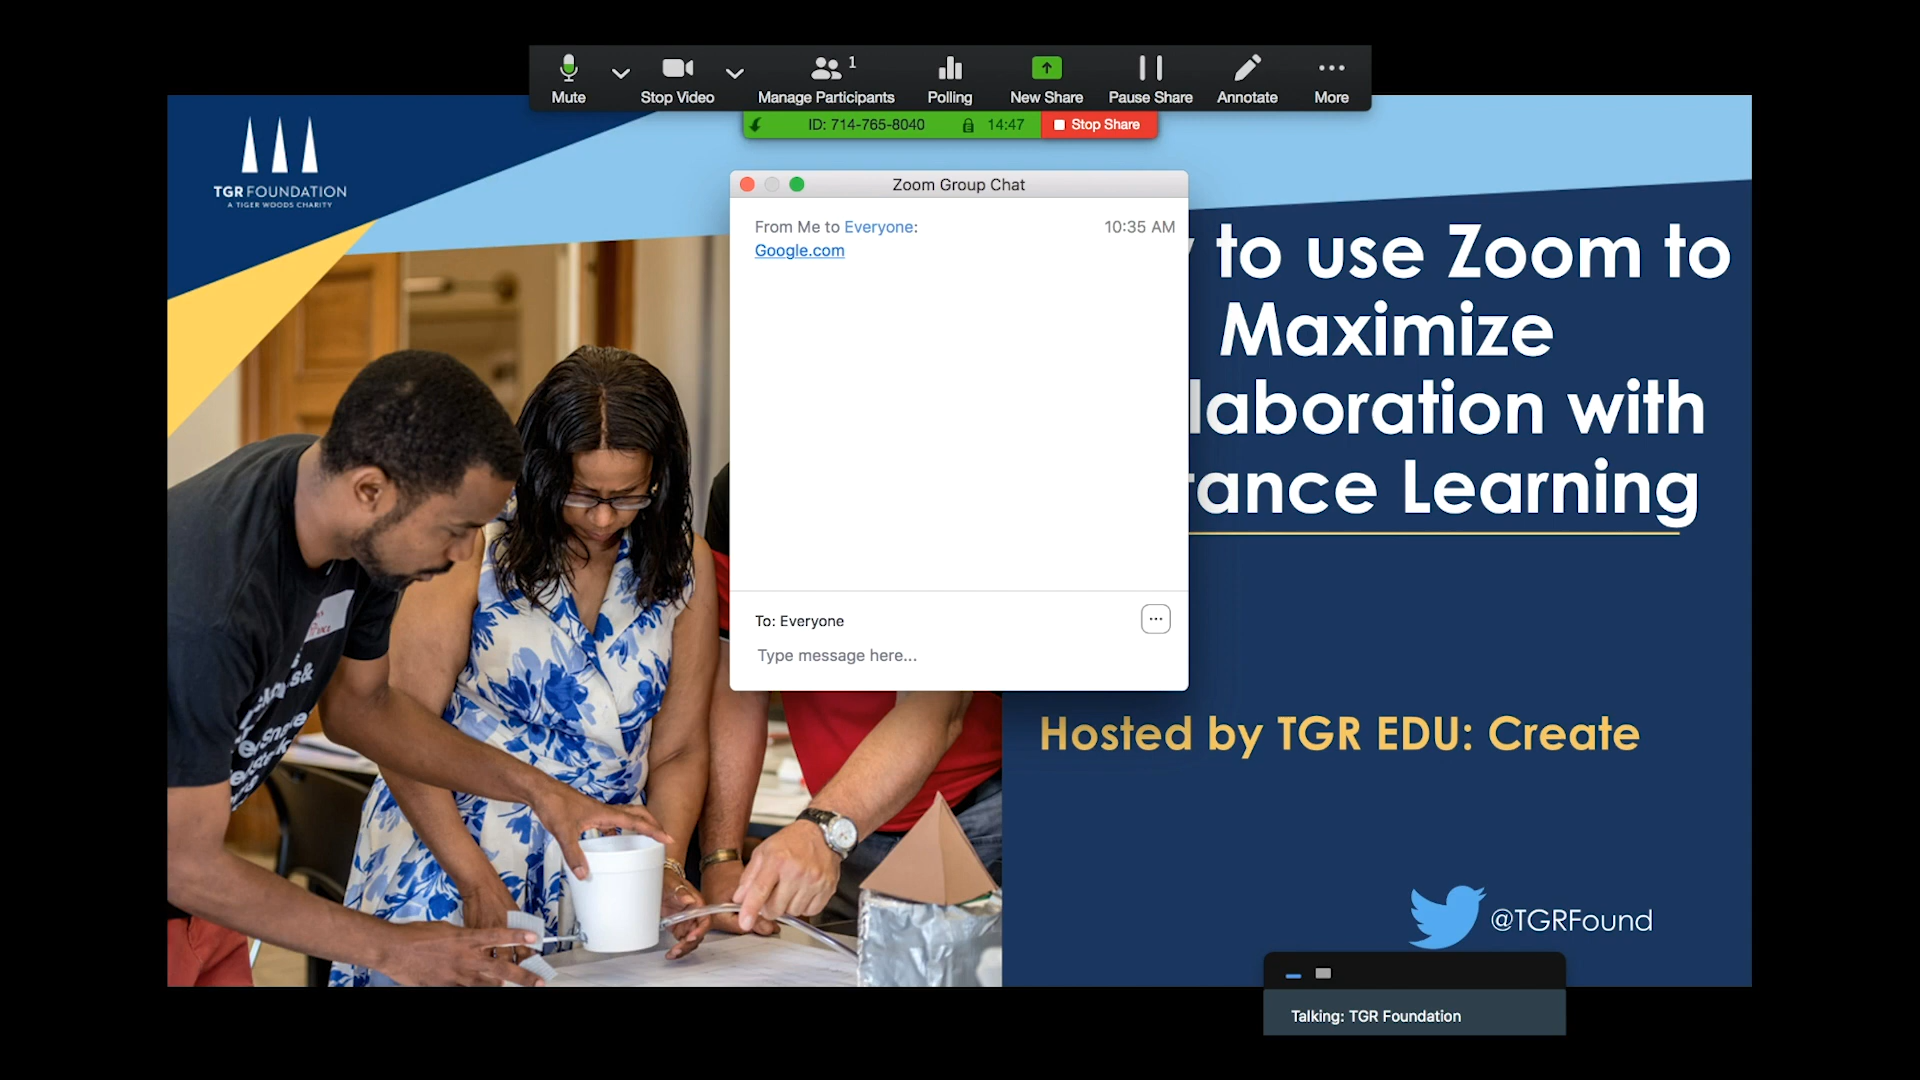 Mute
Stop Video
1
Manage Participants
Polling
New Share
Pause Share
Annotate
More
ID: 714-765-8040
14:47
Stop Share
TGR FOUNDATION
A TIGER WOODS CHARITY
Zoom Group Chat
From Me to Everyone:
10:35 AM
Google.com
To: Everyone
Type message here...
to use Zoom to
Maximize
laboration with
tance Learning
Hosted by TGR EDU: Create
@TGRFound
Talking: TGR Foundation